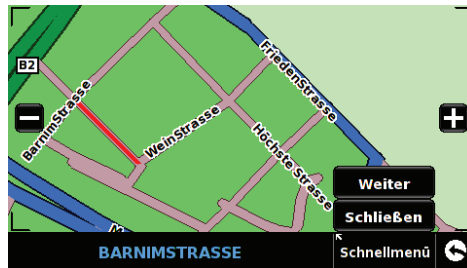 B2
FriedenStrasse
BarnimStrasse
WeinStrasse
Höchste Strasse
Weiter
Schließen
M
BARNIMSTRASSE
Schnellmenü